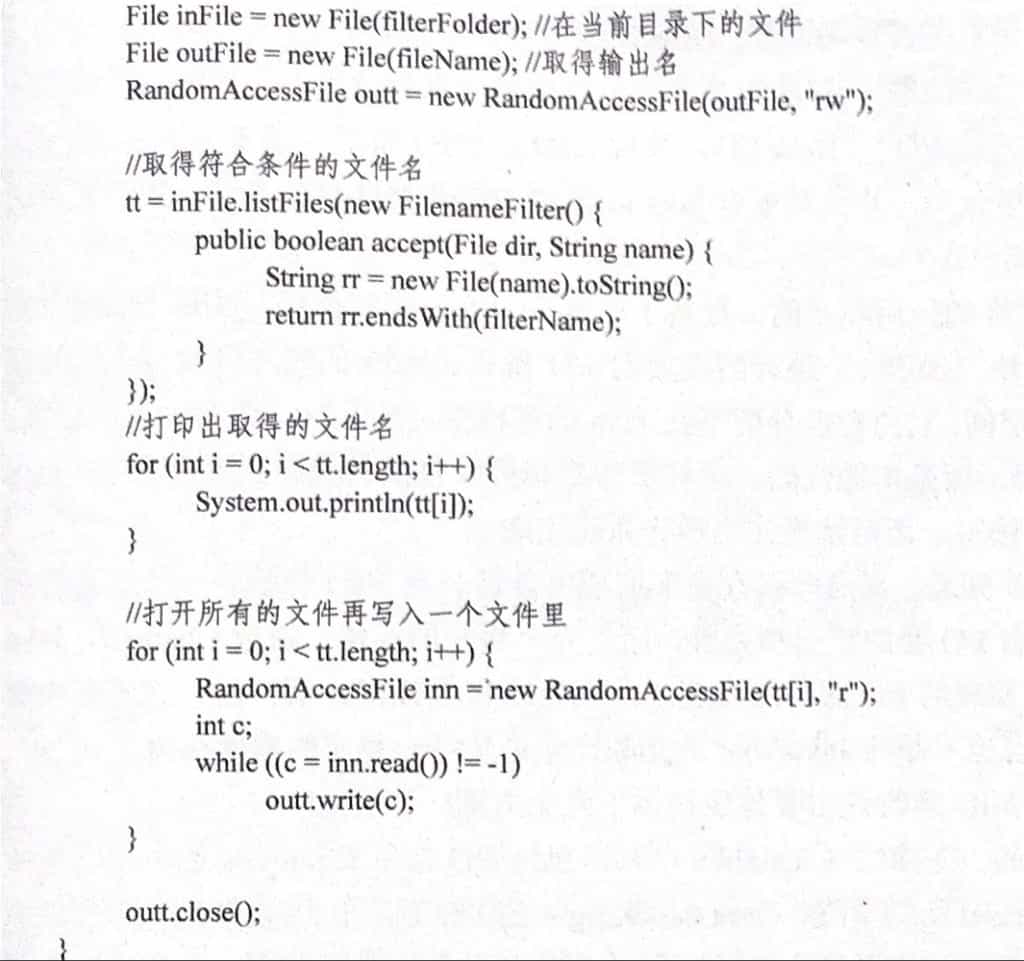 File inFile = new File(filterFolder); //在当前目录下的文件
File outFile = new File(fileName); //取得输出名
RandomAccessFile outt = new RandomAccessFile(outFile, "rw");
//取得符合条件的文件名
tt = inFile.listFiles(new FilenameFilter() {
public boolean accept(File dir, String name) {
String rr = new File(name).toString();
return rr.endsWith(filterName);
}
});
//打印出取得的文件名
for (int i = 0; i < tt.length; i++) {
System.out.println(tt[i]);
}
//打开所有的文件再写入一个文件里
for (int i = 0; i < tt.length; i++) {
RandomAccessFile inn = new RandomAccessFile(tt[i], "r");
int c;
while ((c = inn.read()) != -1)
outt.write(c);
}
outt.close();
}